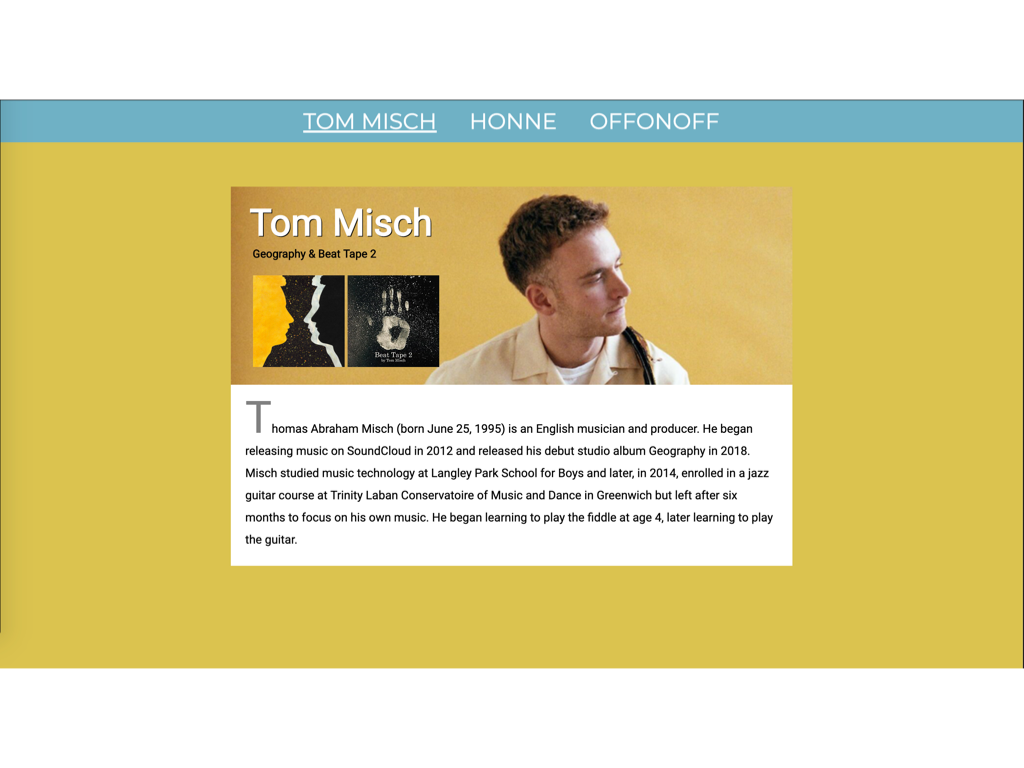 TOM MISCH HONNE OFFONOFF
Tom Misch
Geography & Beat Tape 2
Beat Tape 2
by Tom Misch
Thomas Abraham Misch (born June 25, 1995) is an English musician and producer. He began
releasing music on SoundCloud in 2012 and released his debut studio album Geography in 2018.
Misch studied music technology at Langley Park School for Boys and later, in 2014, enrolled in a jazz
guitar course at Trinity Laban Conservatoire of Music and Dance in Greenwich but left after six
months to focus on his own music. He began learning to play the fiddle at age 4, later learning to play
the guitar.